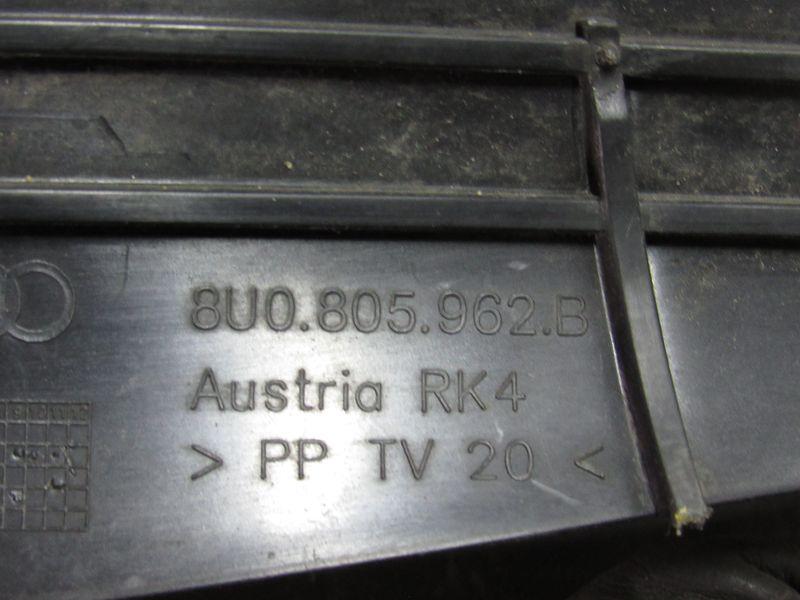 8U0.805.962.B
Austria RK4
> PP TV 20 <